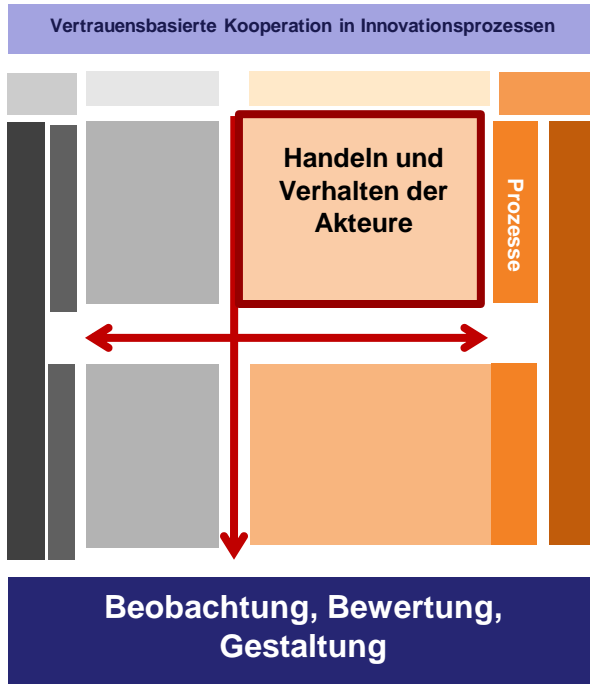 Vertrauensbasierte Kooperation in Innovationsprozessen
Handeln und
Verhalten der
Akteure
Prozesse
Beobachtung, Bewertung,
Gestaltung